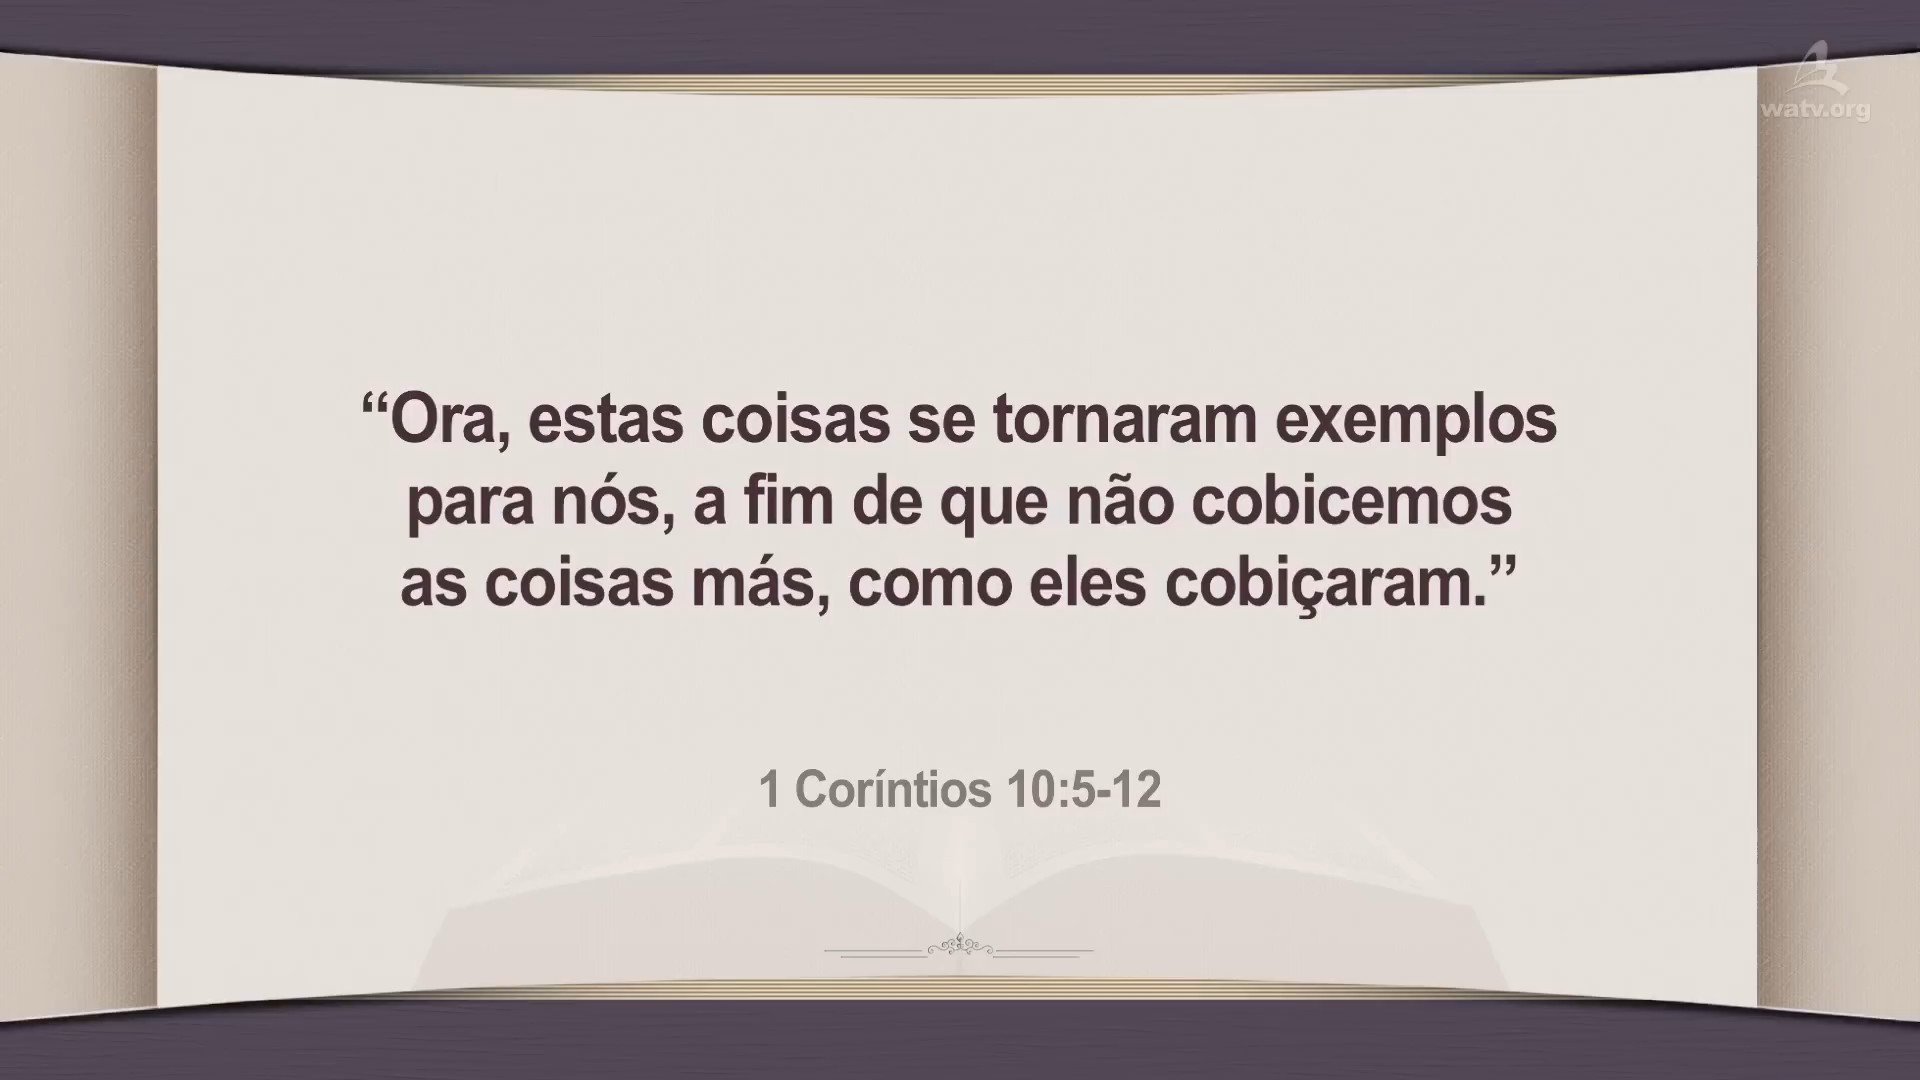 watv.org
“Ora, estas coisas se tornaram exemplos
para nós, a fim de que não cobicemos
as coisas más, como eles cobiçaram.”
1 Coríntios 10:5-12